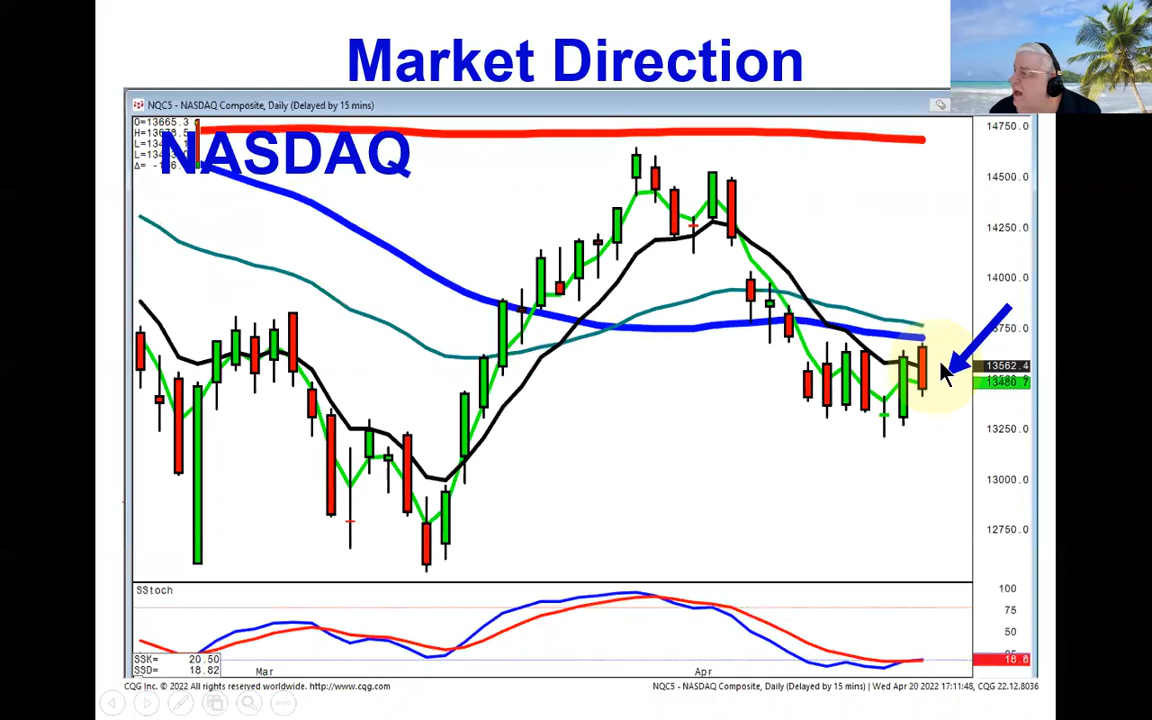 Market Direction
NQC5 - NASDAQ Composite, Daily (Delayed by 15 mins)
O=13665.3
NASDAQ
14750.0
14500.0
14250.0
14000.0
13562.4
13480.7
13250.0
13000.0
12750.0
SStoch
100
75
50
18.8
SSK= 20.50
SSD= 18.82
Mar
Apr
CQG Inc. © 2022 All rights reserved worldwide. http://www.cqg.com
NQC5 - NASDAQ Composite, Daily (Delayed by 15 mins) | Wed Apr 20 2022 17:11:48, CQG 22.12.8036